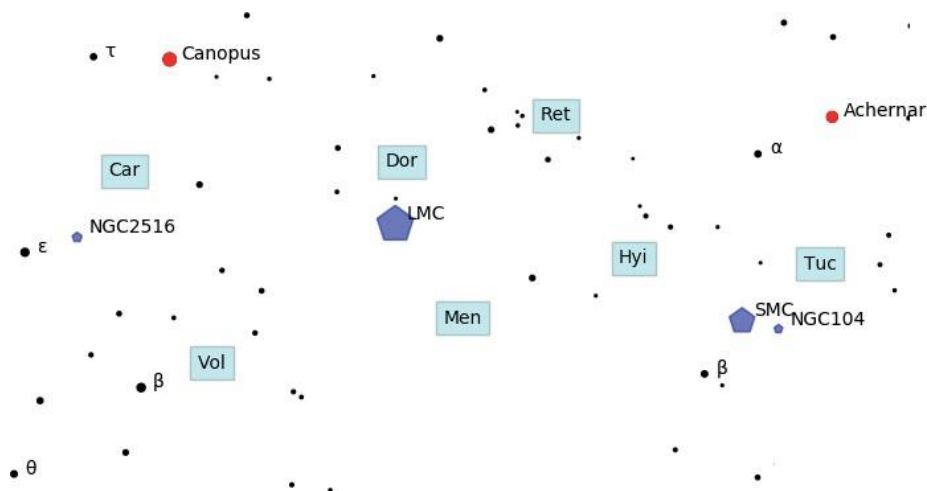 τ
Canopus
Achernar
Ret
α
Dor
Car
LMC
NGC2516
ε
Hyi
Tuc
SMC
NGC104
Men
Vol
β
β
θ